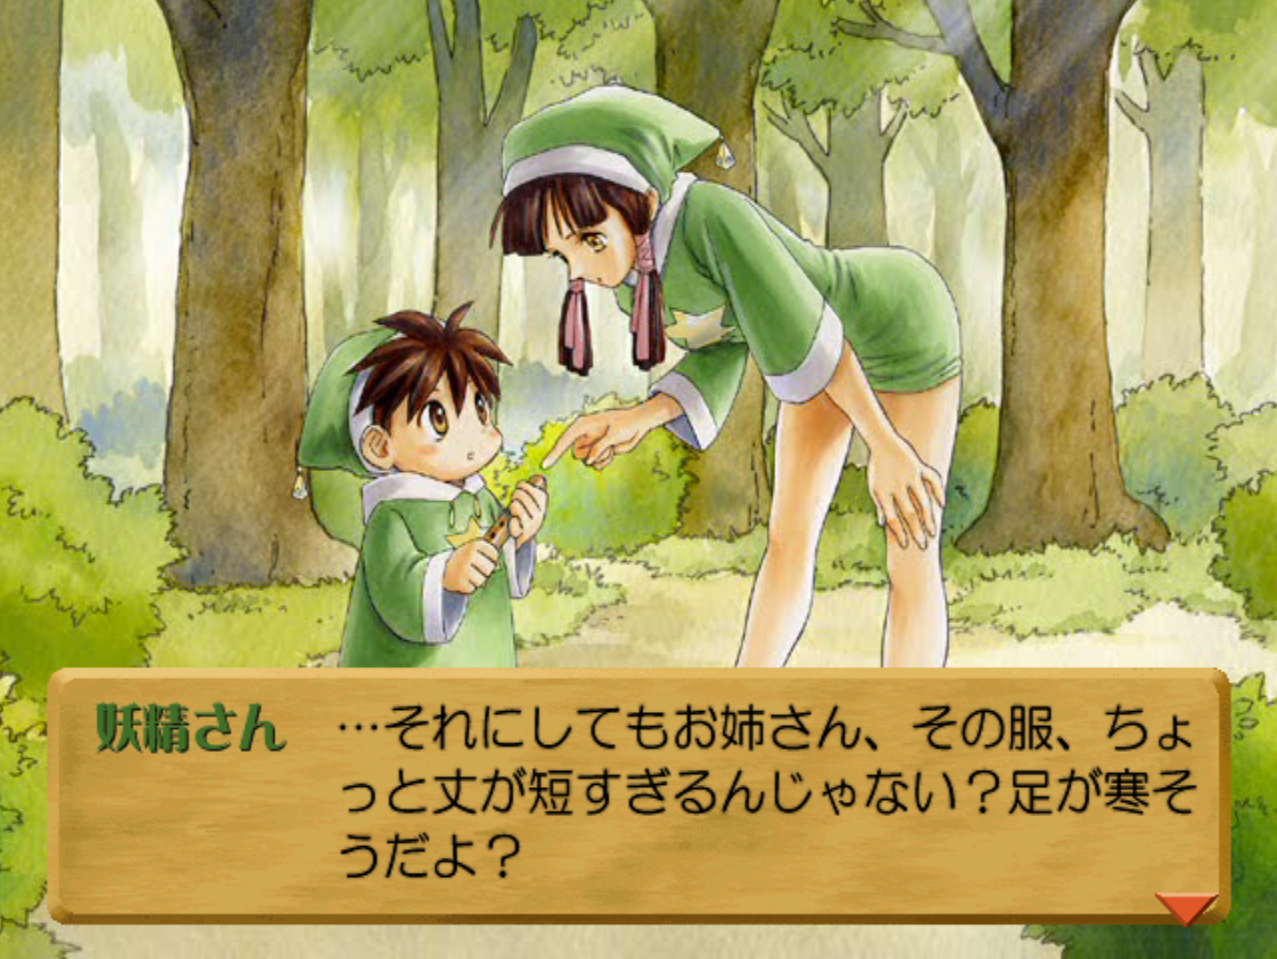 妖精さん
…それにしてもお姉さん、その服、ちょ
っと丈が短すぎるんじゃない？足が寒そ
うだよ？